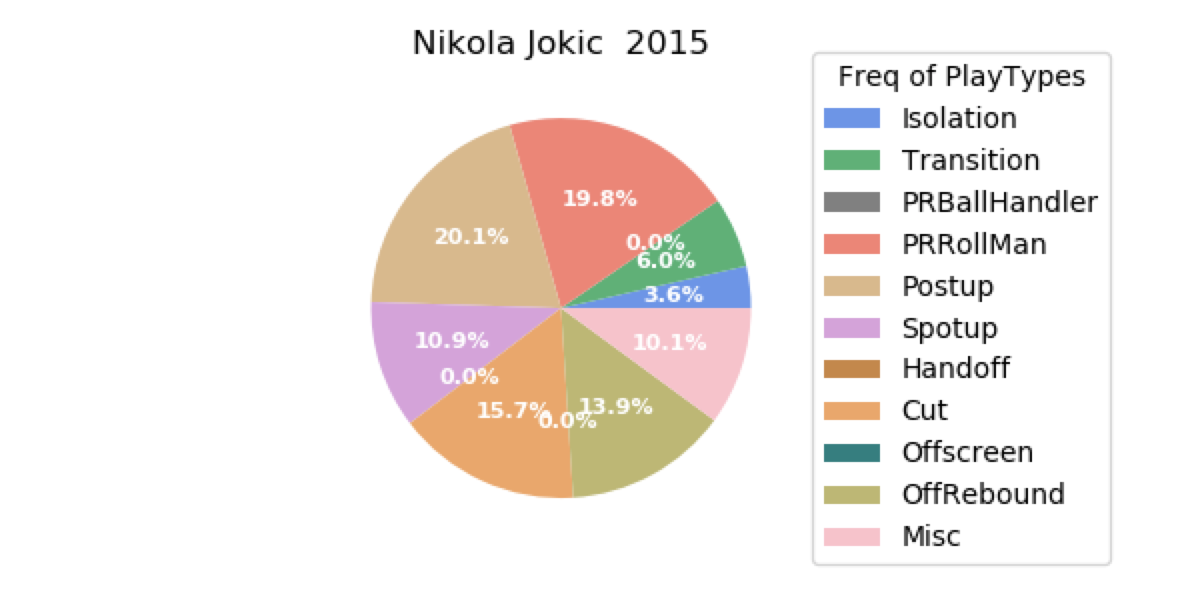 Nikola Jokic 2015
Freq of PlayTypes
Isolation
Transition
PRBallHandler
PRRollMan
Postup
Spotup
Handoff
Cut
Offscreen
OffRebound
Misc
19.8%
20.1%
0.0%
6.0%
3.6%
10.9%
10.1%
0.0%
15.7%
0.0%
13.9%